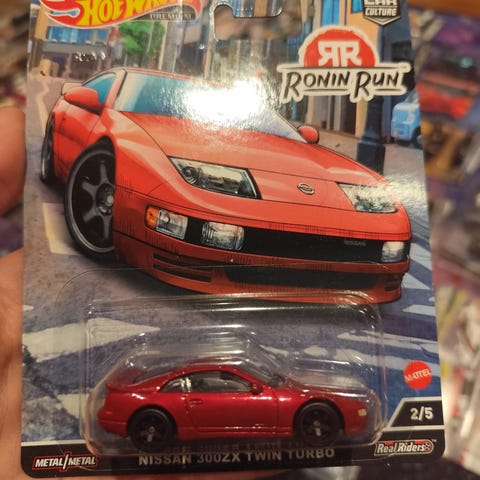 HOT WHEELS
PREMIUM
CAR
CULTURE
RR
RONIN RUN
NISSAN
MATTEL
2/5
METAL/METAL
NISSAN 300ZX TWIN TURBO
Real Riders